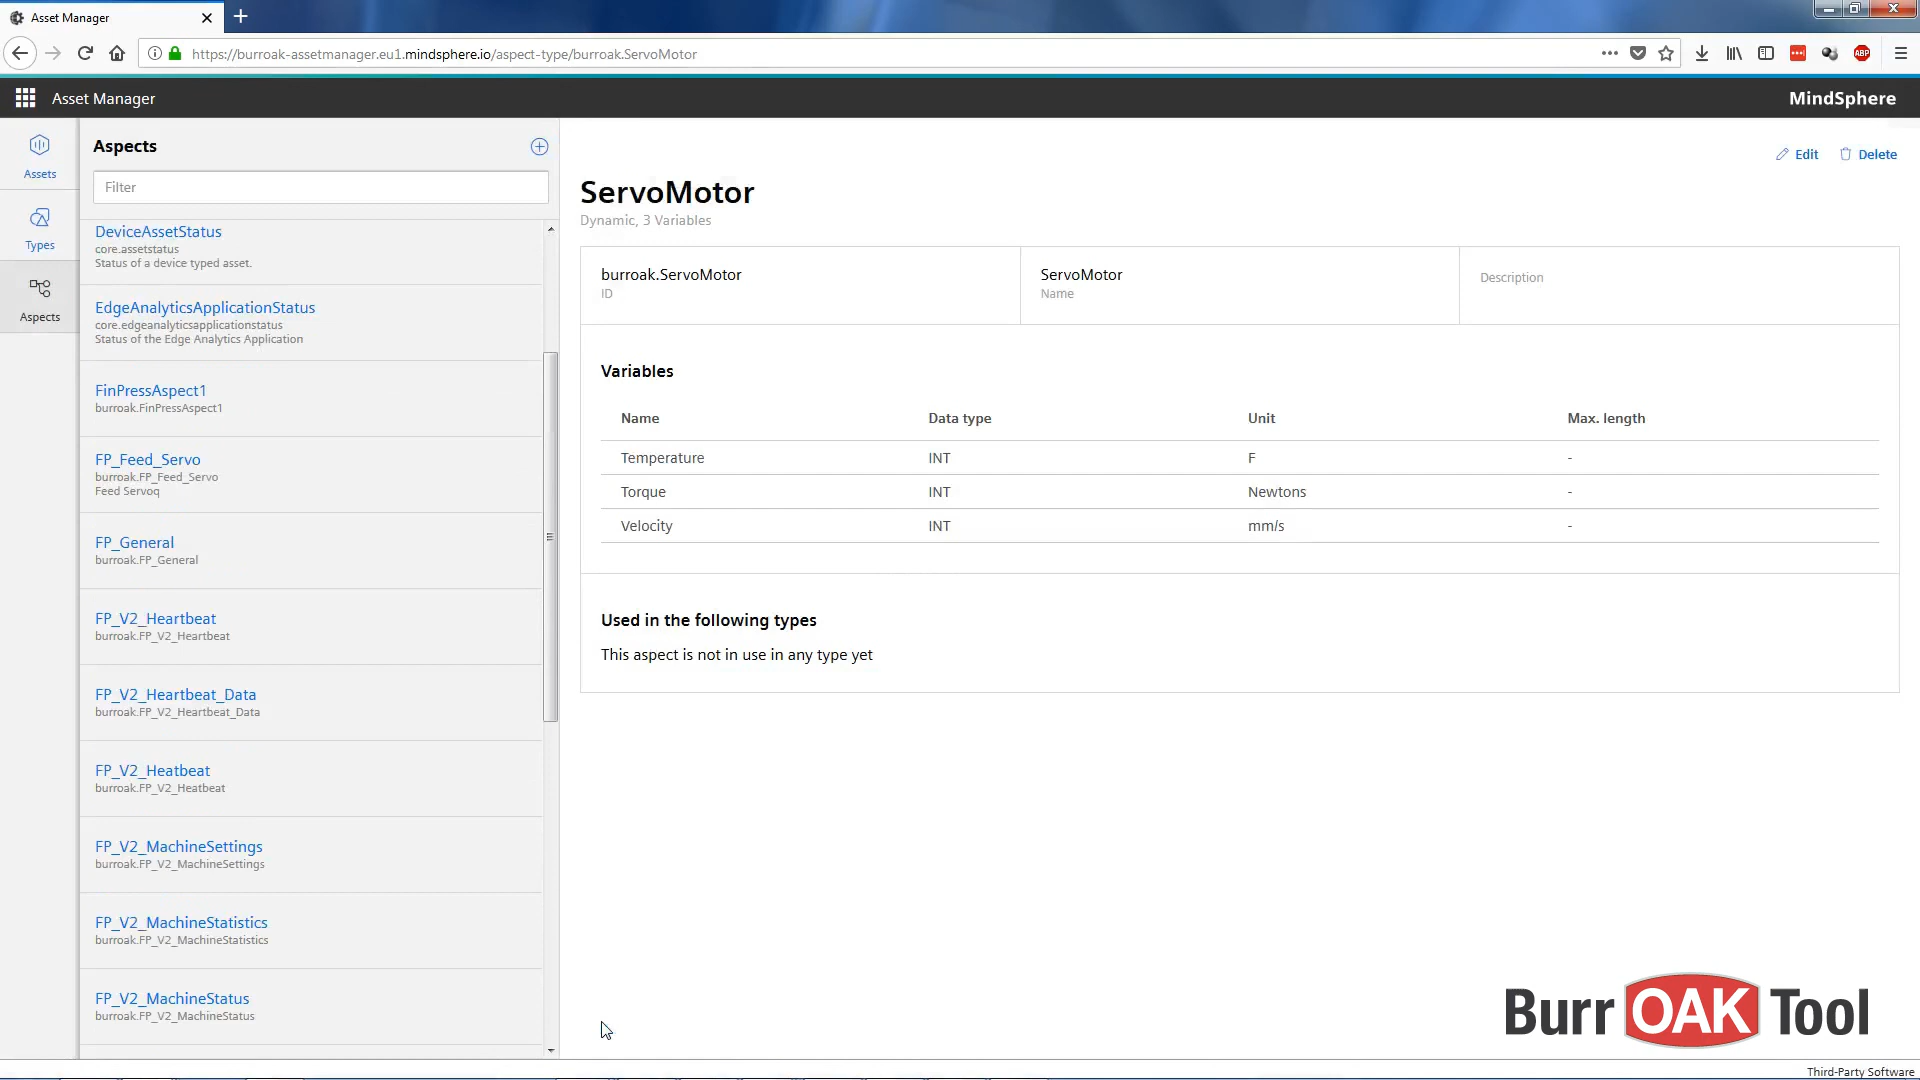 Asset Manager
https://burroak-assetmanager.eu1.mindsphere.io/aspect-type/burroak.ServoMotor
ABP
Asset Manager
MindSphere
Assets
Types
Aspects
Aspects
Filter
DeviceAssetStatus
core.assetstatus
Status of a device typed asset.
EdgeAnalyticsApplicationStatus
core.edgeanalyticsapplicationstatus
Status of the Edge Analytics Application
FinPressAspect1
burroak.FinPressAspect1
FP_Feed_Servo
burroak.FP_Feed_Servo
Feed Servoq
FP_General
burroak.FP_General
FP_V2_Heartbeat
burroak.FP_V2_Heartbeat
FP_V2_Heartbeat_Data
burroak.FP_V2_Heartbeat_Data
FP_V2_Heatbeat
burroak.FP_V2_Heatbeat
FP_V2_MachineSettings
burroak.FP_V2_MachineSettings
FP_V2_MachineStatistics
burroak.FP_V2_MachineStatistics
FP_V2_MachineStatus
burroak.FP_V2_MachineStatus
Edit Delete
ServoMotor
Dynamic, 3 Variables
burroak.ServoMotor
ID
ServoMotor
Name
Description
Variables
Name Data type Unit Max. length
Temperature INT F -
Torque INT Newtons -
Velocity INT mm/s -
Used in the following types
This aspect is not in use in any type yet
Burr OAK Tool
Third-Party Software